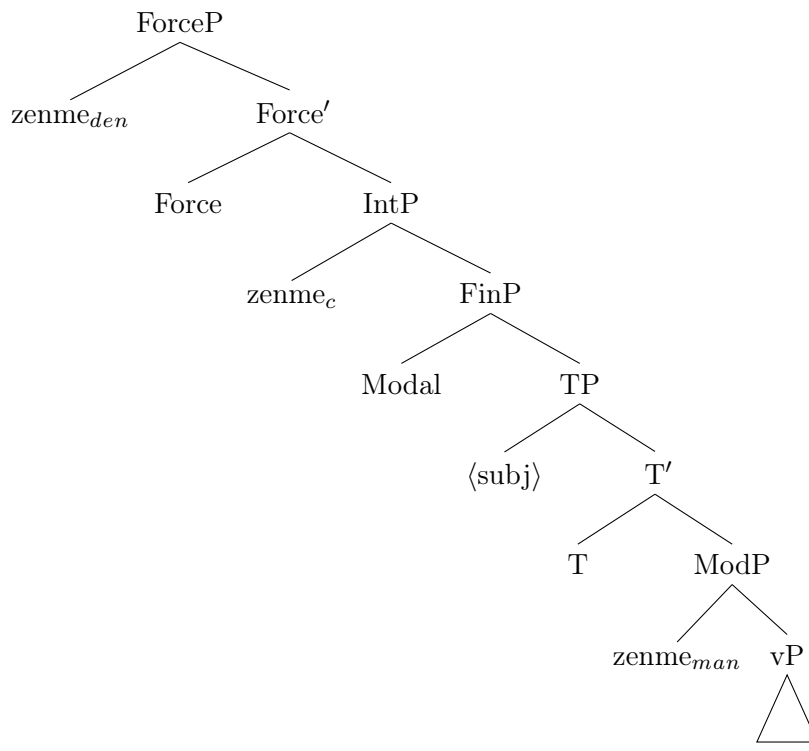 ForceP
zenme_den Force′
Force IntP
zenme_c FinP
Modal TP
⟨subj⟩ T′
T ModP
zenme_man vP